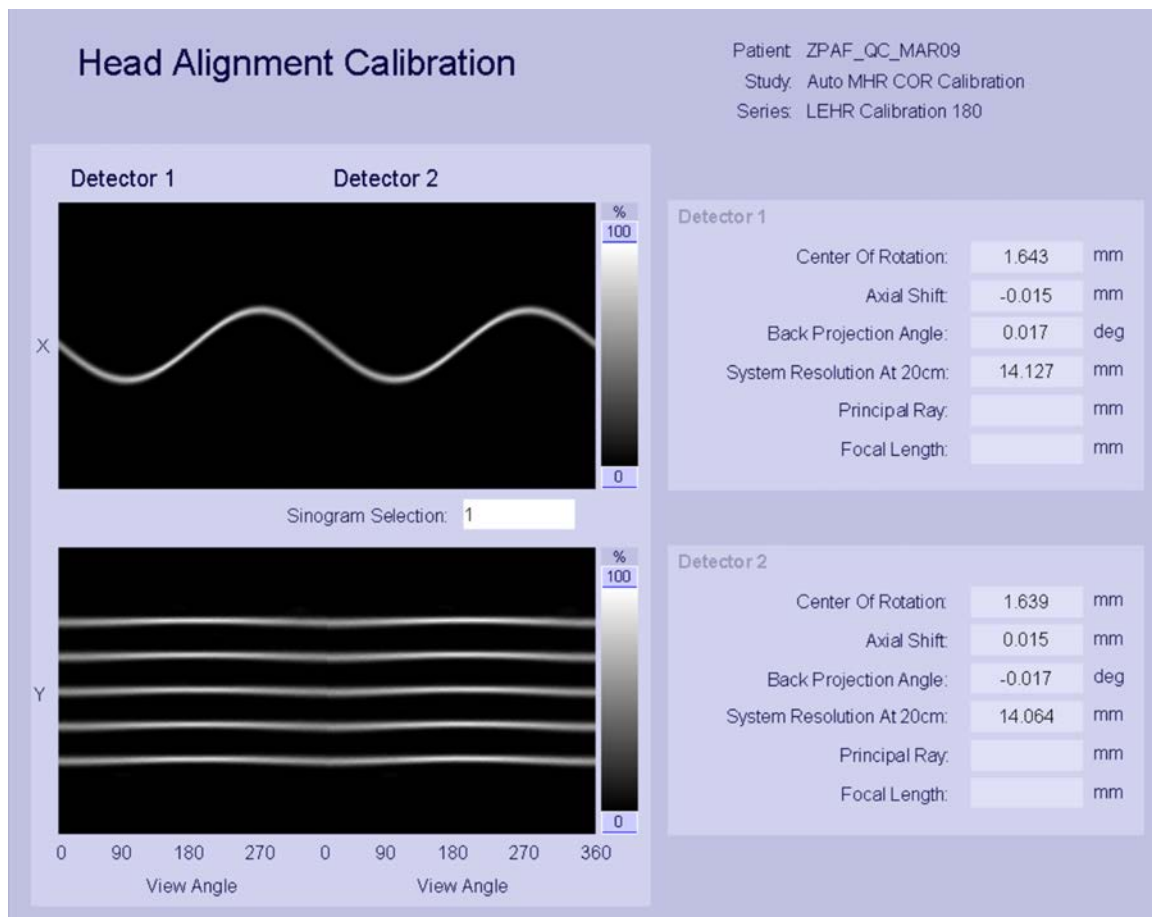 Head Alignment Calibration
Patient: ZPAF_QC_MAR09
Study: Auto MHR COR Calibration
Series: LEHR Calibration 180
Detector 1 Detector 2
%
100
X
0
Sinogram Selection: 1
%
100
Y
0
0 90 180 270 0 90 180 270 360
View Angle View Angle
Detector 1
Center Of Rotation: 1.643 mm
Axial Shift: -0.015 mm
Back Projection Angle: 0.017 deg
System Resolution At 20cm: 14.127 mm
Principal Ray: mm
Focal Length: mm
Detector 2
Center Of Rotation: 1.639 mm
Axial Shift: 0.015 mm
Back Projection Angle: -0.017 deg
System Resolution At 20cm: 14.064 mm
Principal Ray: mm
Focal Length: mm